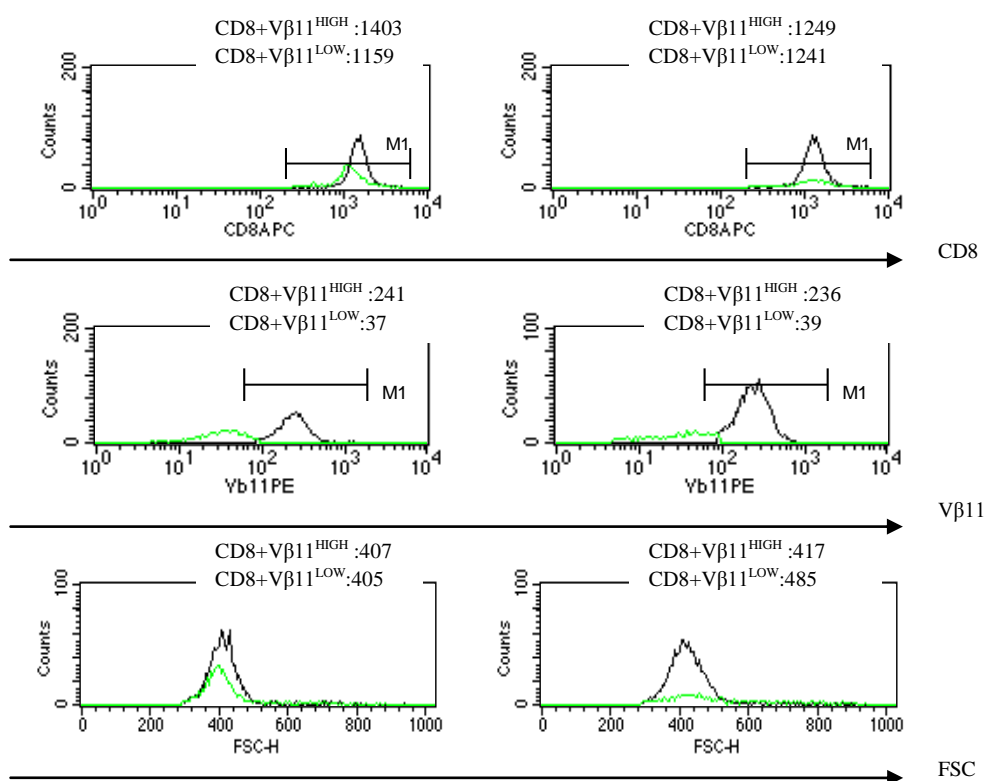 CD8+Vβ11HIGH :1403
CD8+Vβ11LOW:1159
200
Counts
0
M1
10^0 10^1 10^2 10^3 10^4
CD8APC
CD8+Vβ11HIGH :1249
CD8+Vβ11LOW:1241
200
Counts
0
M1
10^0 10^1 10^2 10^3 10^4
CD8APC
CD8
CD8+Vβ11HIGH :241
CD8+Vβ11LOW:37
200
Counts
0
M1
10^0 10^1 10^2 10^3 10^4
Vb11PE
CD8+Vβ11HIGH :236
CD8+Vβ11LOW:39
100
Counts
0
M1
10^0 10^1 10^2 10^3 10^4
Vb11PE
Vβ11
CD8+Vβ11HIGH :407
CD8+Vβ11LOW:405
100
Counts
0
0 200 400 600 800 1000
FSC-H
CD8+Vβ11HIGH :417
CD8+Vβ11LOW:485
100
Counts
0
0 200 400 600 800 1000
FSC-H
FSC